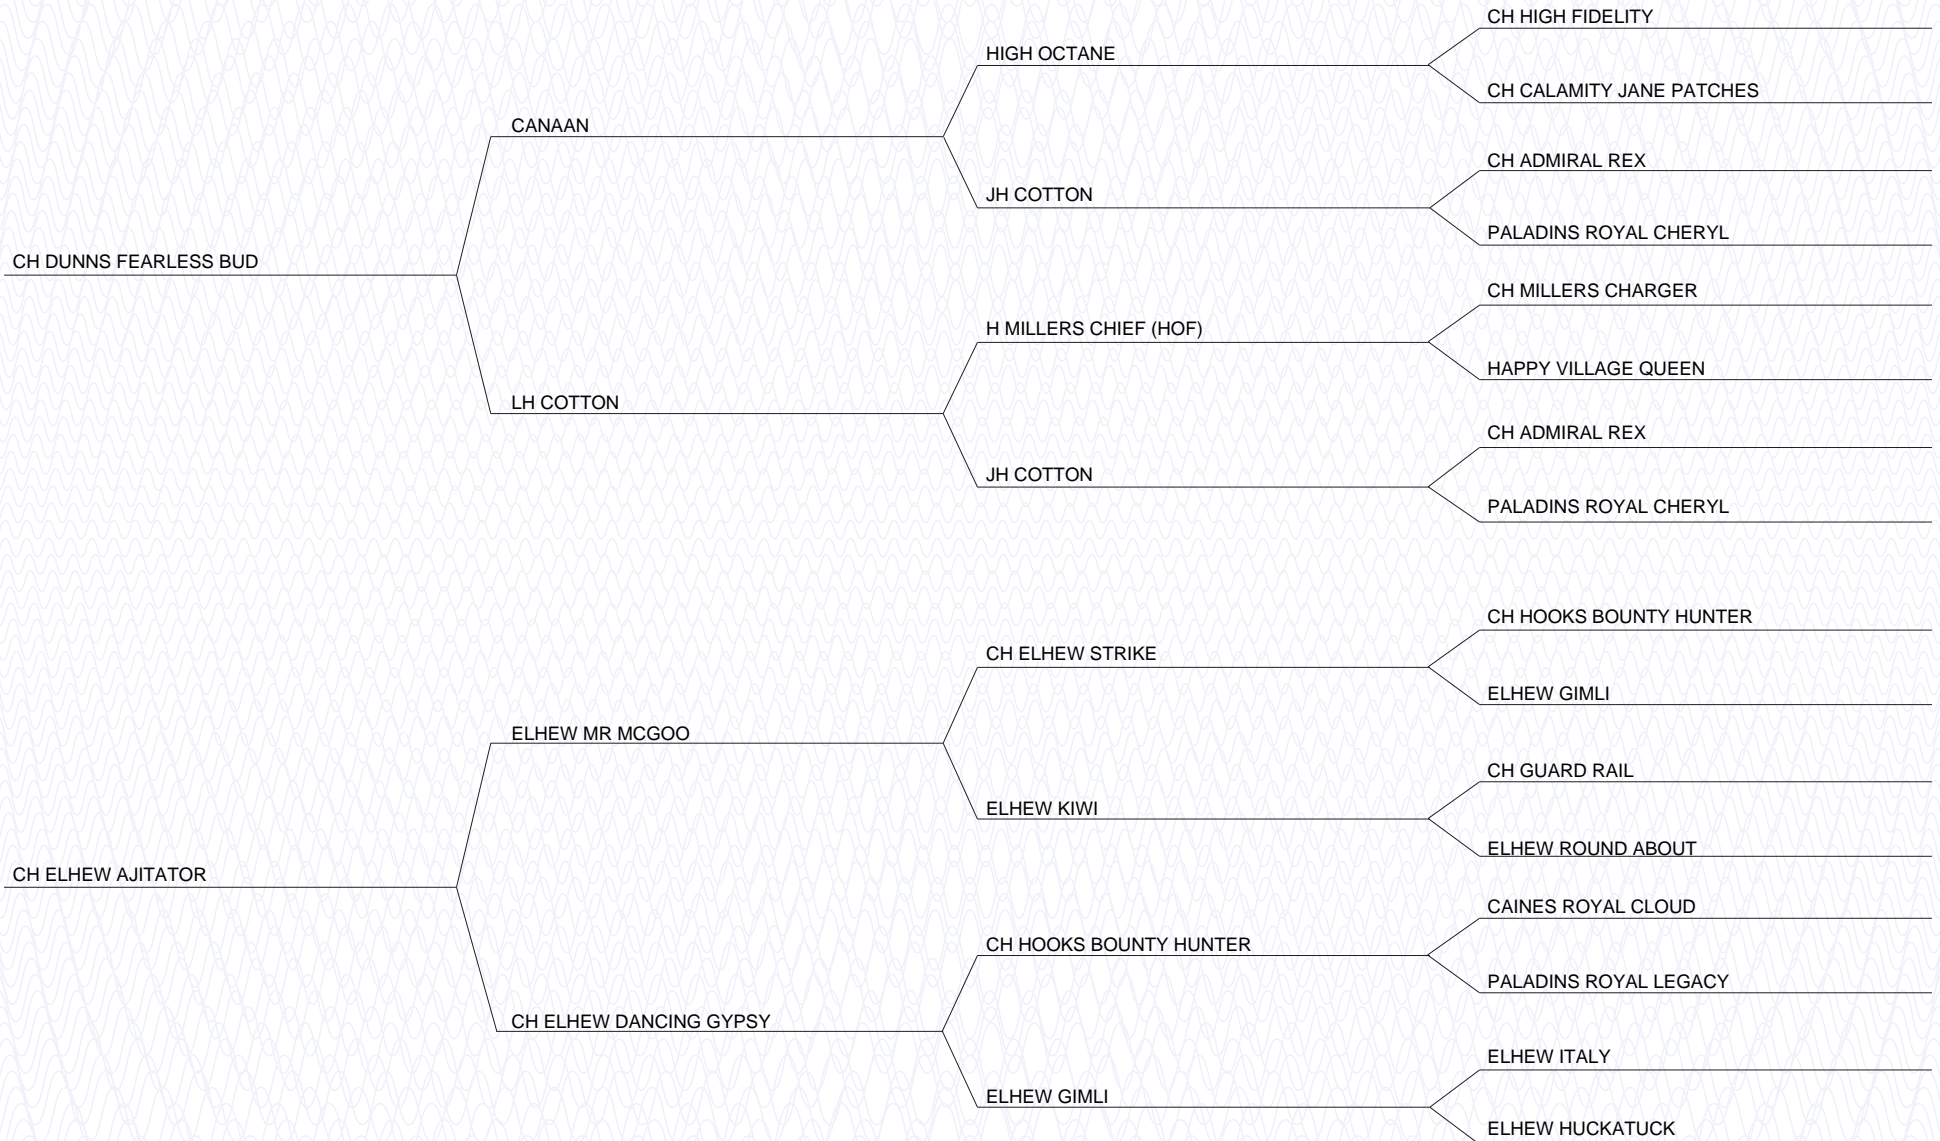 CH HIGH FIDELITY
HIGH OCTANE
CH CALAMITY JANE PATCHES
CANAAN
CH ADMIRAL REX
JH COTTON
PALADINS ROYAL CHERYL
CH DUNNS FEARLESS BUD
CH MILLERS CHARGER
H MILLERS CHIEF (HOF)
HAPPY VILLAGE QUEEN
LH COTTON
CH ADMIRAL REX
JH COTTON
PALADINS ROYAL CHERYL
CH HOOKS BOUNTY HUNTER
CH ELHEW STRIKE
ELHEW GIMLI
ELHEW MR MCGOO
CH GUARD RAIL
ELHEW KIWI
ELHEW ROUND ABOUT
CH ELHEW AJITATOR
CAINES ROYAL CLOUD
CH HOOKS BOUNTY HUNTER
PALADINS ROYAL LEGACY
CH ELHEW DANCING GYPSY
ELHEW ITALY
ELHEW GIMLI
ELHEW HUCKATUCK